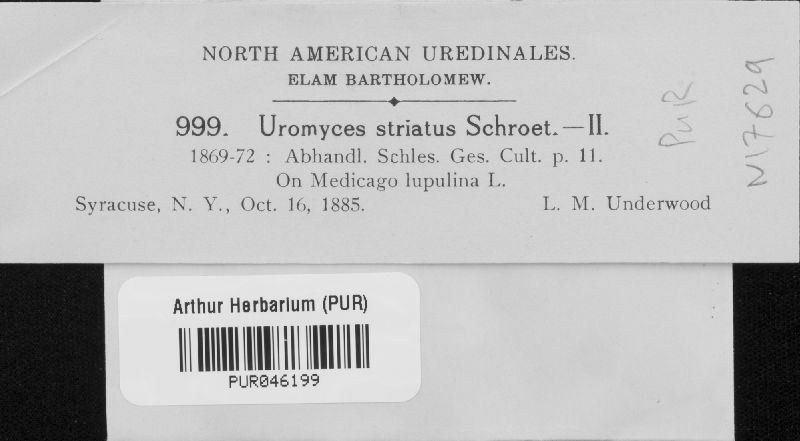 NORTH AMERICAN UREDINALES.
ELAM BARTHOLOMEW.
999. Uromyces striatus Schroet.—II.
1869-72 : Abhandl. Schles. Ges. Cult. p. 11.
On Medicago lupulina L.
Syracuse, N. Y., Oct. 16, 1885. L. M. Underwood
PUR
N17629
Arthur Herbarium (PUR)
PUR046199